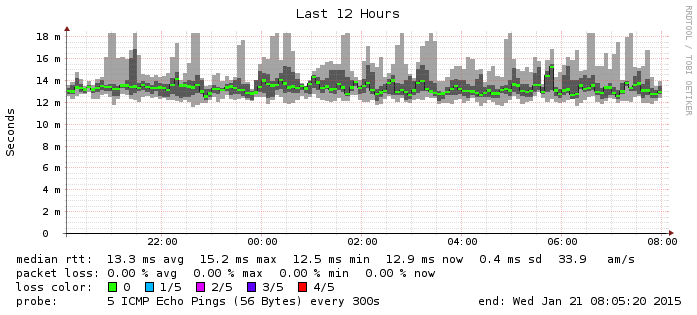 Last 12 Hours
RRDTOOL / TOBI OETIKER
Seconds
18 m
16 m
14 m
12 m
10 m
8 m
6 m
4 m
2 m
0
22:00 00:00 02:00 04:00 06:00 08:00
median rtt: 13.3 ms avg 15.2 ms max 12.5 ms min 12.9 ms now 0.4 ms sd 33.9 am/s
packet loss: 0.00 % avg 0.00 % max 0.00 % min 0.00 % now
loss color: 0 1/5 2/5 3/5 4/5
probe: 5 ICMP Echo Pings (56 Bytes) every 300s end: Wed Jan 21 08:05:20 2015